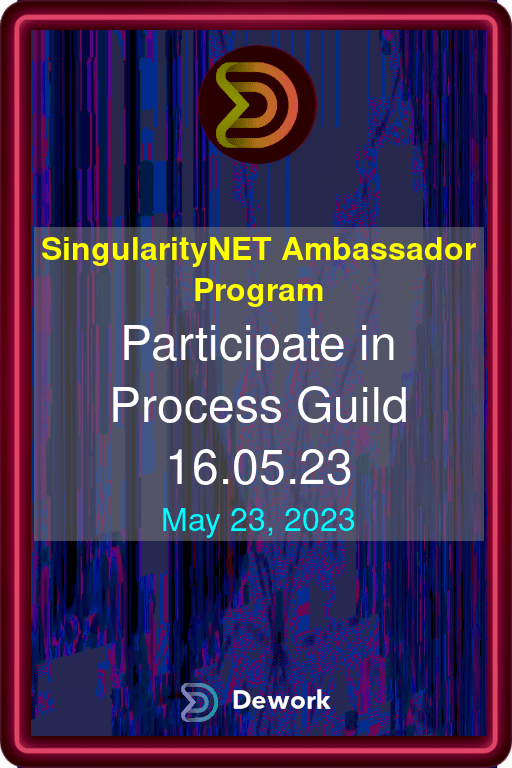 SingularityNET Ambassador
Program
Participate in
Process Guild
16.05.23
May 23, 2023
Dework